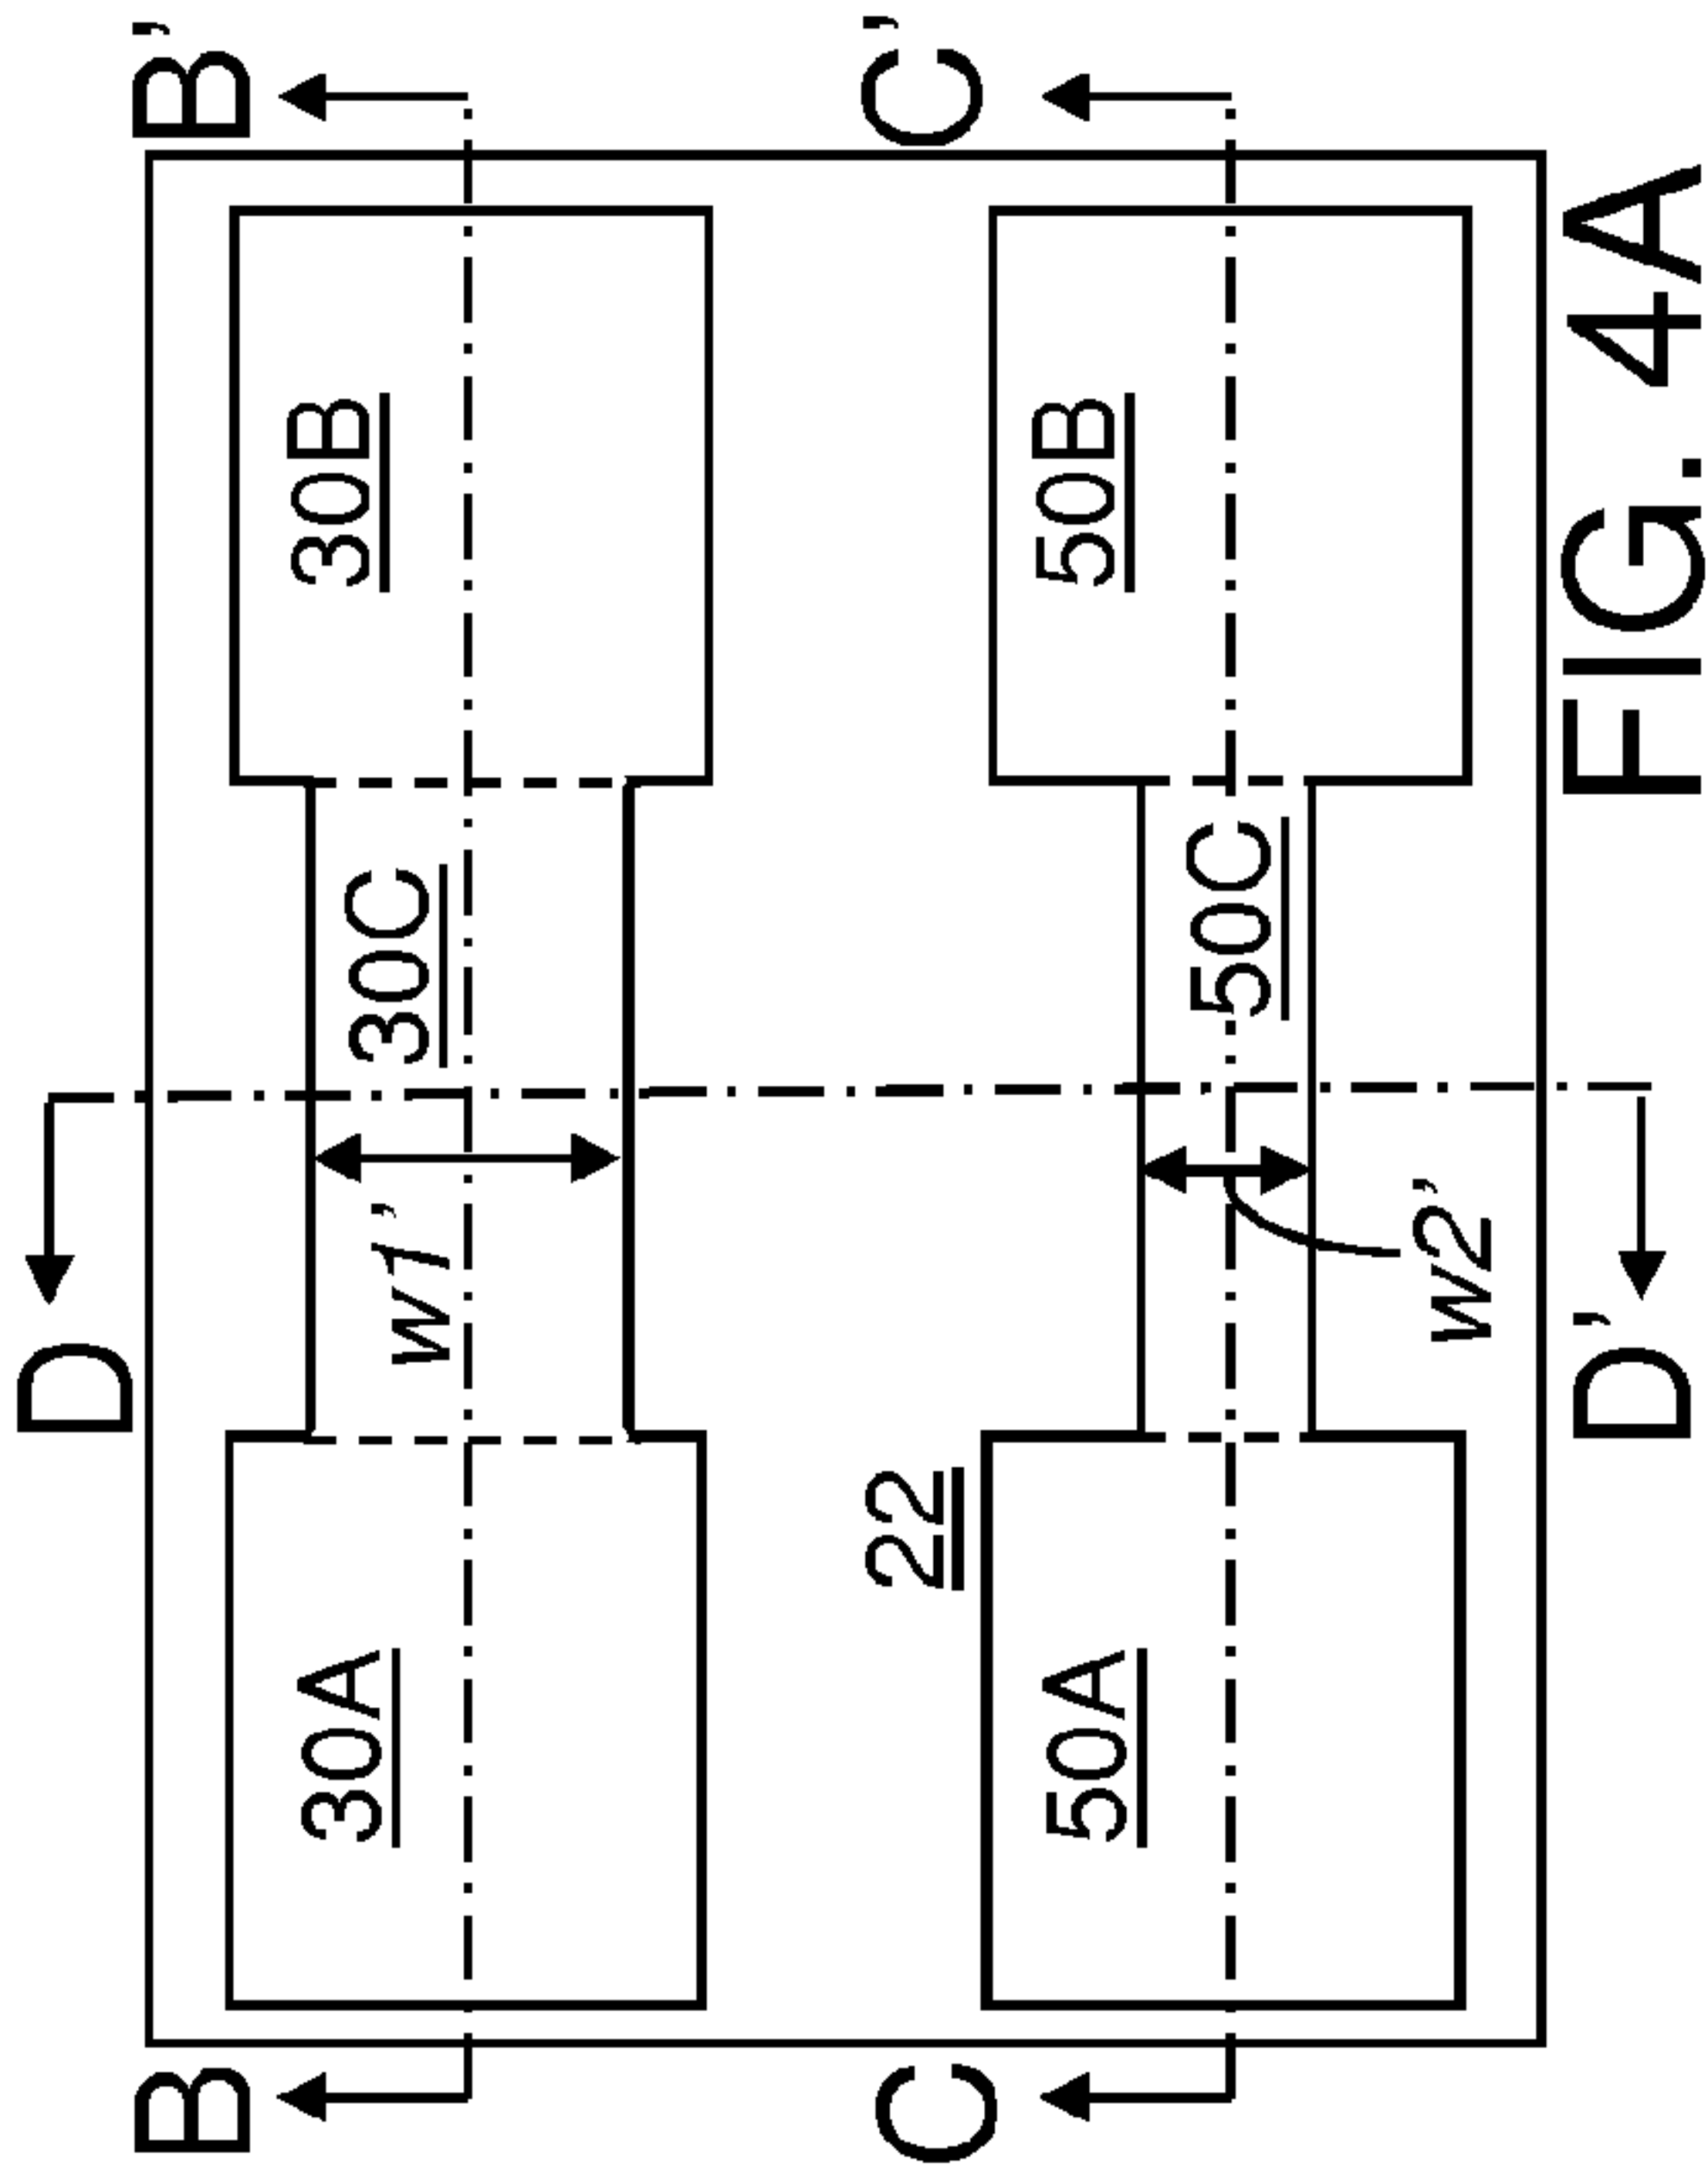 B B’
30A 30C 30B
w1’
D
22
C C’
50A 50C 50B
w2’
D’
FIG. 4A